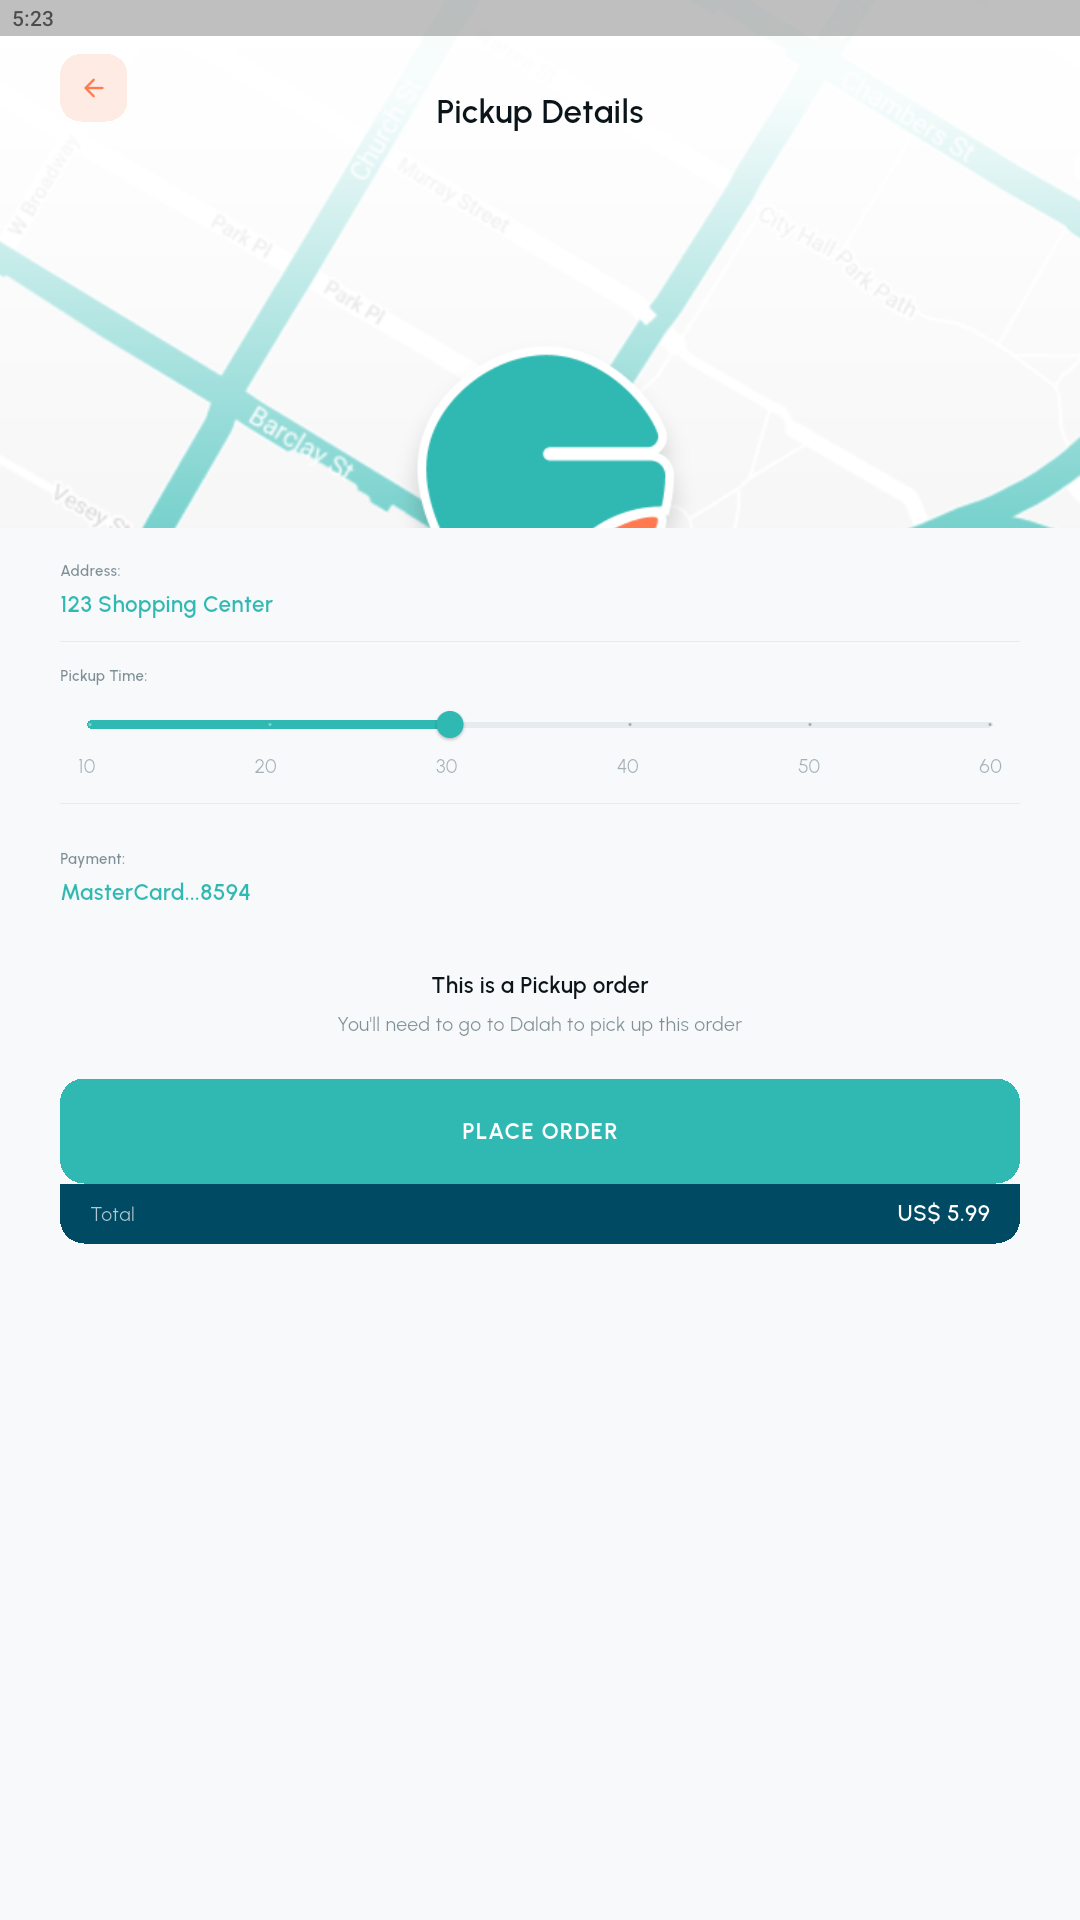 5:23
Pickup Details
Church St
Chambers St
W Broadway
Murray Street
Park Pl
City Hall Park Path
Park Pl
Barclay St
Vesey St
Address:
123 Shopping Center
Pickup Time:
10 20 30 40 50 60
Payment:
MasterCard...8594
This is a Pickup order
You'll need to go to Dalah to pick up this order
PLACE ORDER
Total US$ 5.99